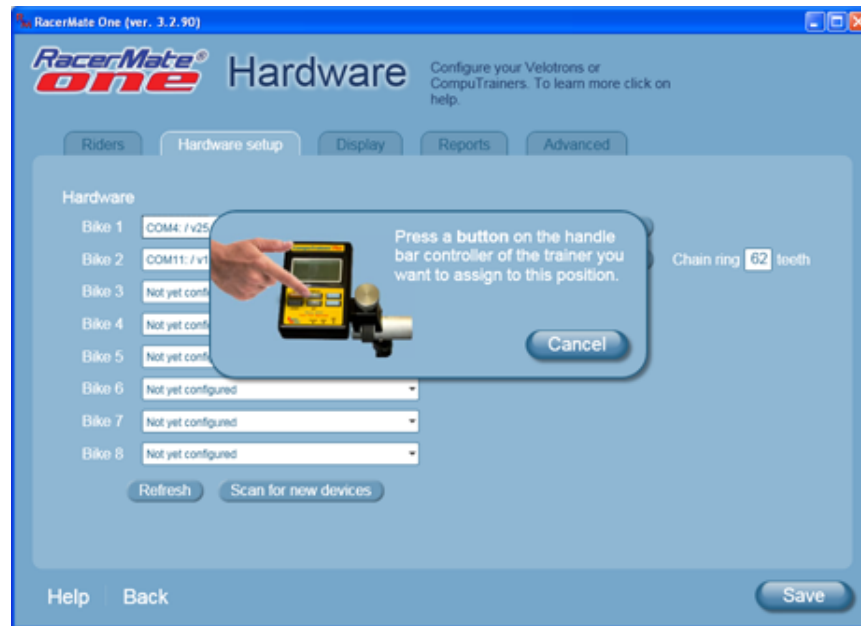 RacerMate One (ver. 3.2.90)
RacerMate®
one
Hardware
Configure your Velotrons or
CompuTrainers. To learn more click on
help.
Riders
Hardware setup
Display
Reports
Advanced
Hardware
Bike 1
COM4: / v25
Bike 2
COM11: / v1
Chain ring 62 teeth
Bike 3
Not yet confi
Bike 4
Not yet confi
Bike 5
Not yet confi
Bike 6
Not yet configured
Bike 7
Not yet configured
Bike 8
Not yet configured
Press a button on the handle
bar controller of the trainer you
want to assign to this position.
Cancel
Refresh
Scan for new devices
Help
Back
Save